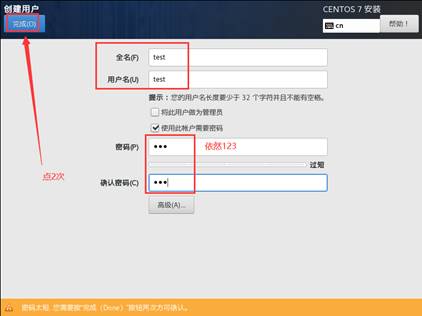 创建用户
CENTOS 7 安装
完成(D)
cn
帮助！
全名(F)
test
用户名(U)
test
提示：您的用户名长度要少于 32 个字符并且不能有空格。
将此用户做为管理员
使用此帐户需要密码
密码(P)
●●●
依然123
过短
确认密码(C)
●●●
点2次
高级(A)...
密码太短. 您需要按“完成（Done）”按钮两次方可确认。